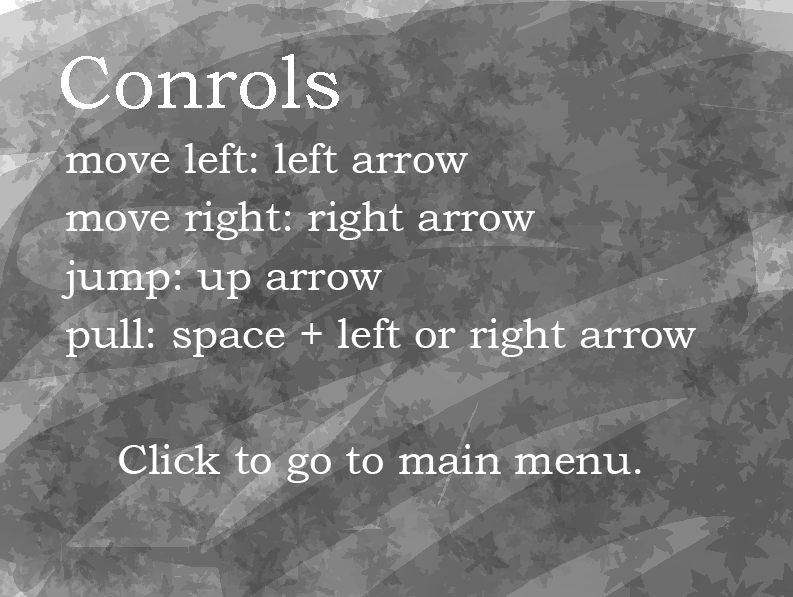 Conrols
move left: left arrow
move right: right arrow
jump: up arrow
pull: space + left or right arrow
Click to go to main menu.